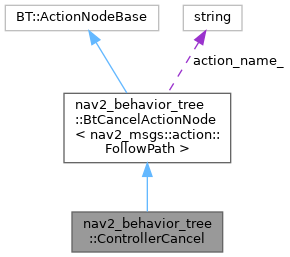 BT::ActionNodeBase
string
action_name_
nav2_behavior_tree
::BtCancelActionNode
< nav2_msgs::action::
FollowPath >
nav2_behavior_tree
::ControllerCancel